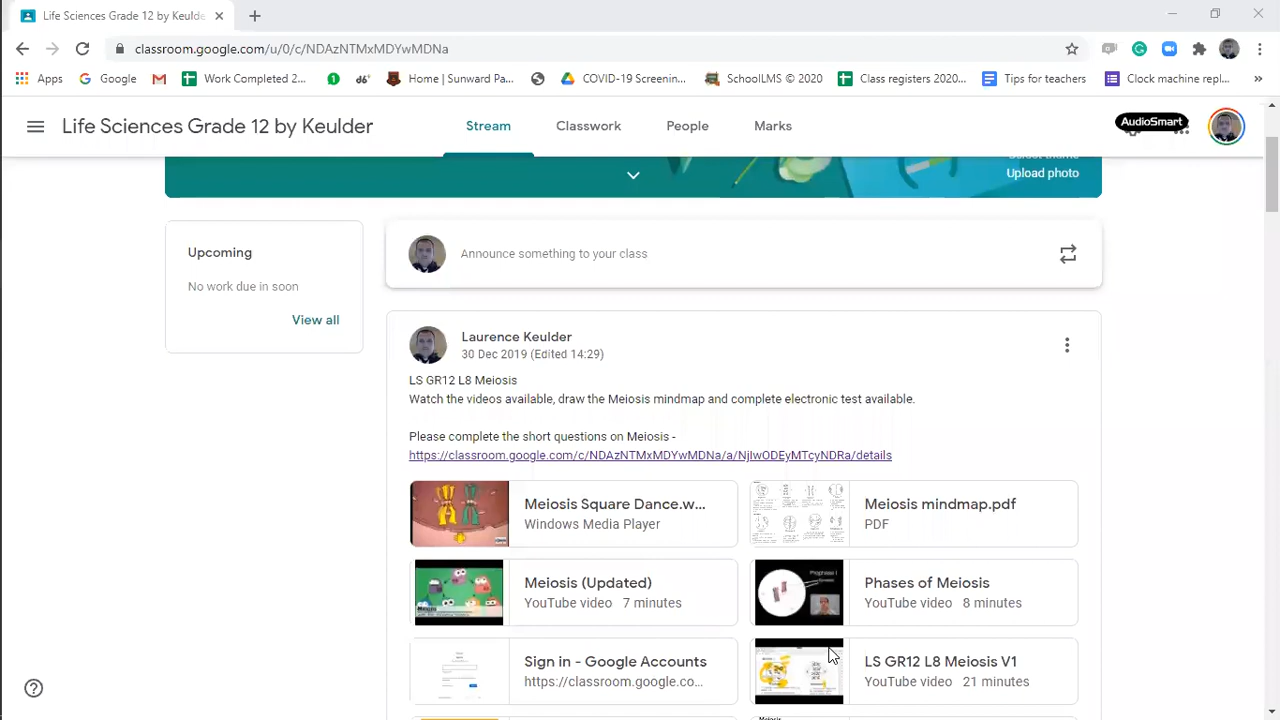 Life Sciences Grade 12 by Keulde
classroom.google.com/u/0/c/NDAzNTMxMDYwMDNa
Apps Google Work Completed 2... Home | Sunward Pa... COVID-19 Screenin... SchoolLMS © 2020 Class registers 2020... Tips for teachers Clock machine repl... »
Life Sciences Grade 12 by Keulder Stream Classwork People Marks AudioSmart
Select theme
Upload photo
Upcoming
No work due in soon
View all
Announce something to your class
Laurence Keulder
30 Dec 2019 (Edited 14:29)
LS GR12 L8 Meiosis
Watch the videos available, draw the Meiosis mindmap and complete electronic test available.
Please complete the short questions on Meiosis -
https://classroom.google.com/c/NDAzNTMxMDYwMDNa/a/NjIwODEyMTcyNDRa/details
Meiosis Square Dance.w...
Windows Media Player
Meiosis mindmap.pdf
PDF
Meiosis (Updated)
YouTube video 7 minutes
Phases of Meiosis
YouTube video 8 minutes
Sign in - Google Accounts
https://classroom.google.co...
LS GR12 L8 Meiosis V1
YouTube video 21 minutes